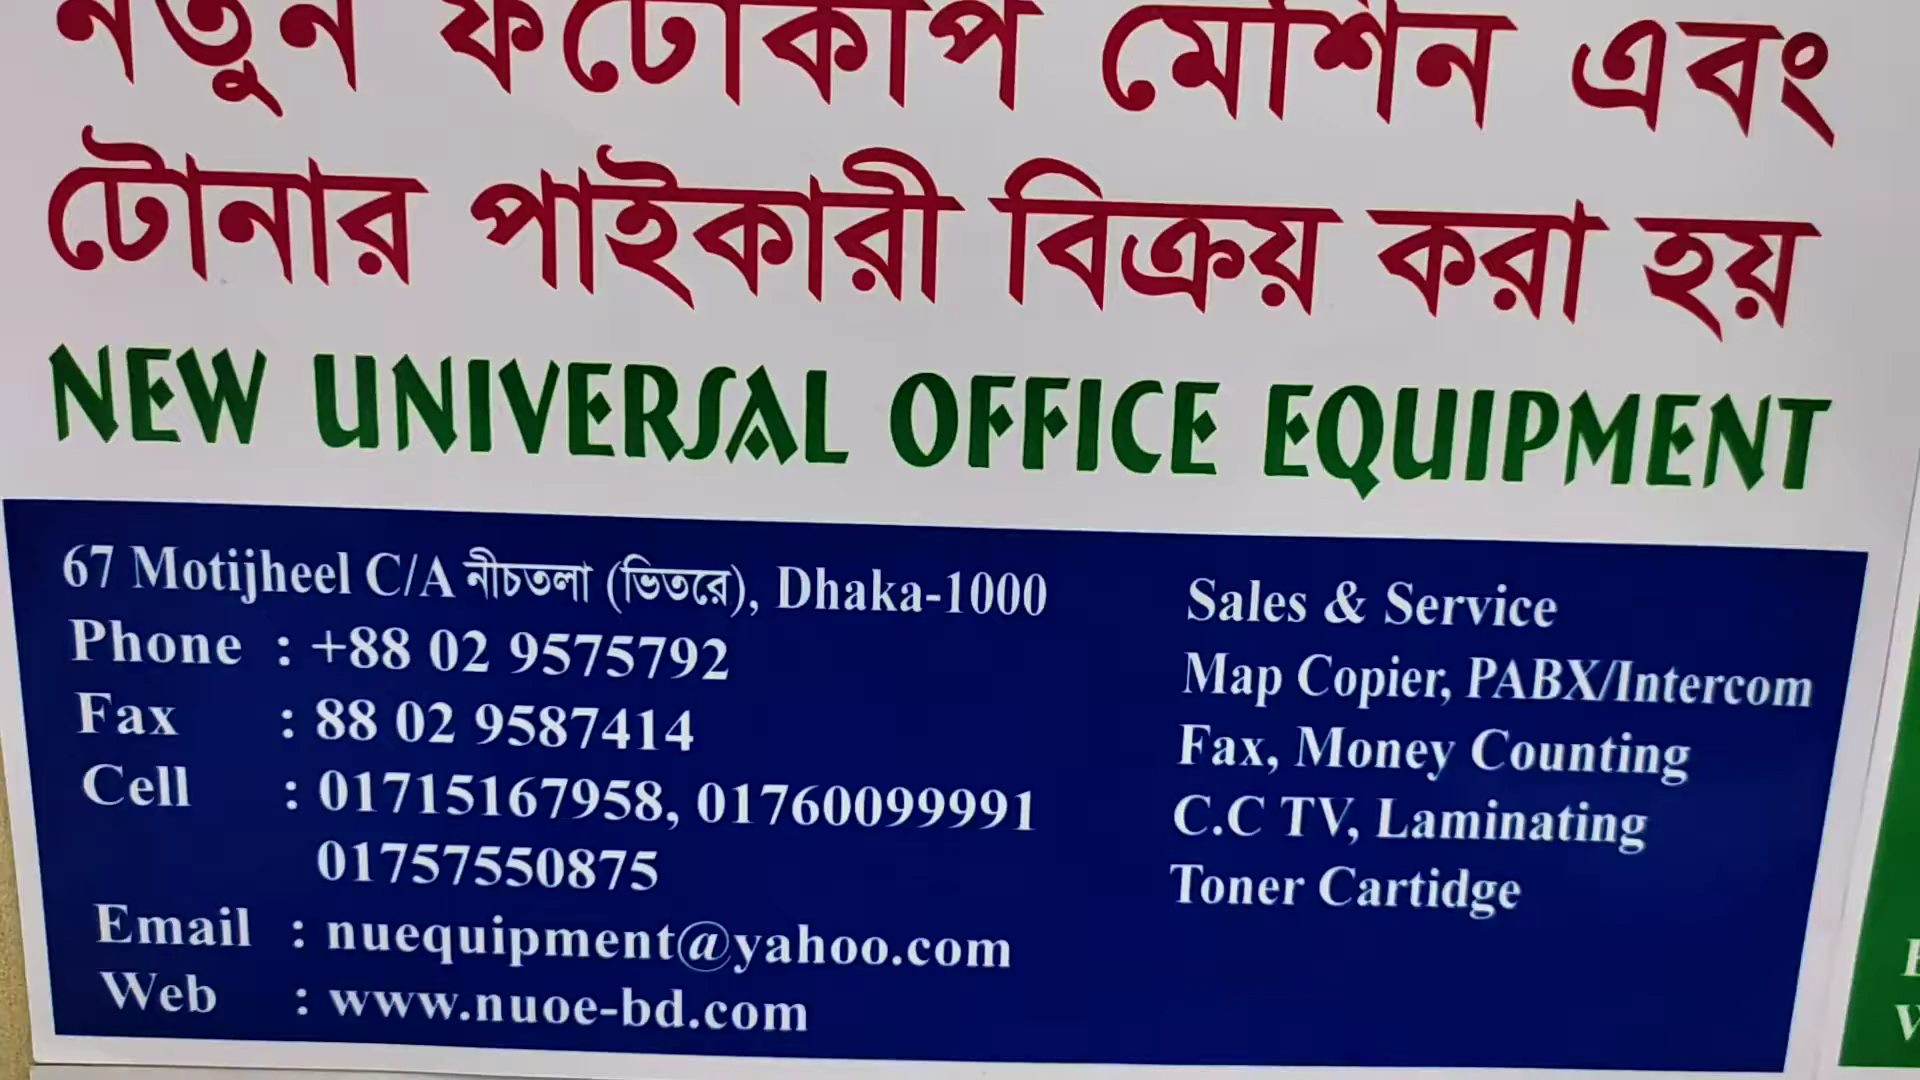 নতুন ফটোকপি মেশিন এবং
টোনার পাইকারী বিক্রয় করা হয়
NEW UNIVERSAL OFFICE EQUIPMENT
67 Motijheel C/A নীচতলা (ভিতরে), Dhaka-1000
Phone : +88 02 9575792
Fax : 88 02 9587414
Cell : 01715167958, 01760099991
01757550875
Email : nuequipment@yahoo.com
Web : www.nuoe-bd.com
Sales & Service
Map Copier, PABX/Intercom
Fax, Money Counting
C.C TV, Laminating
Toner Cartidge